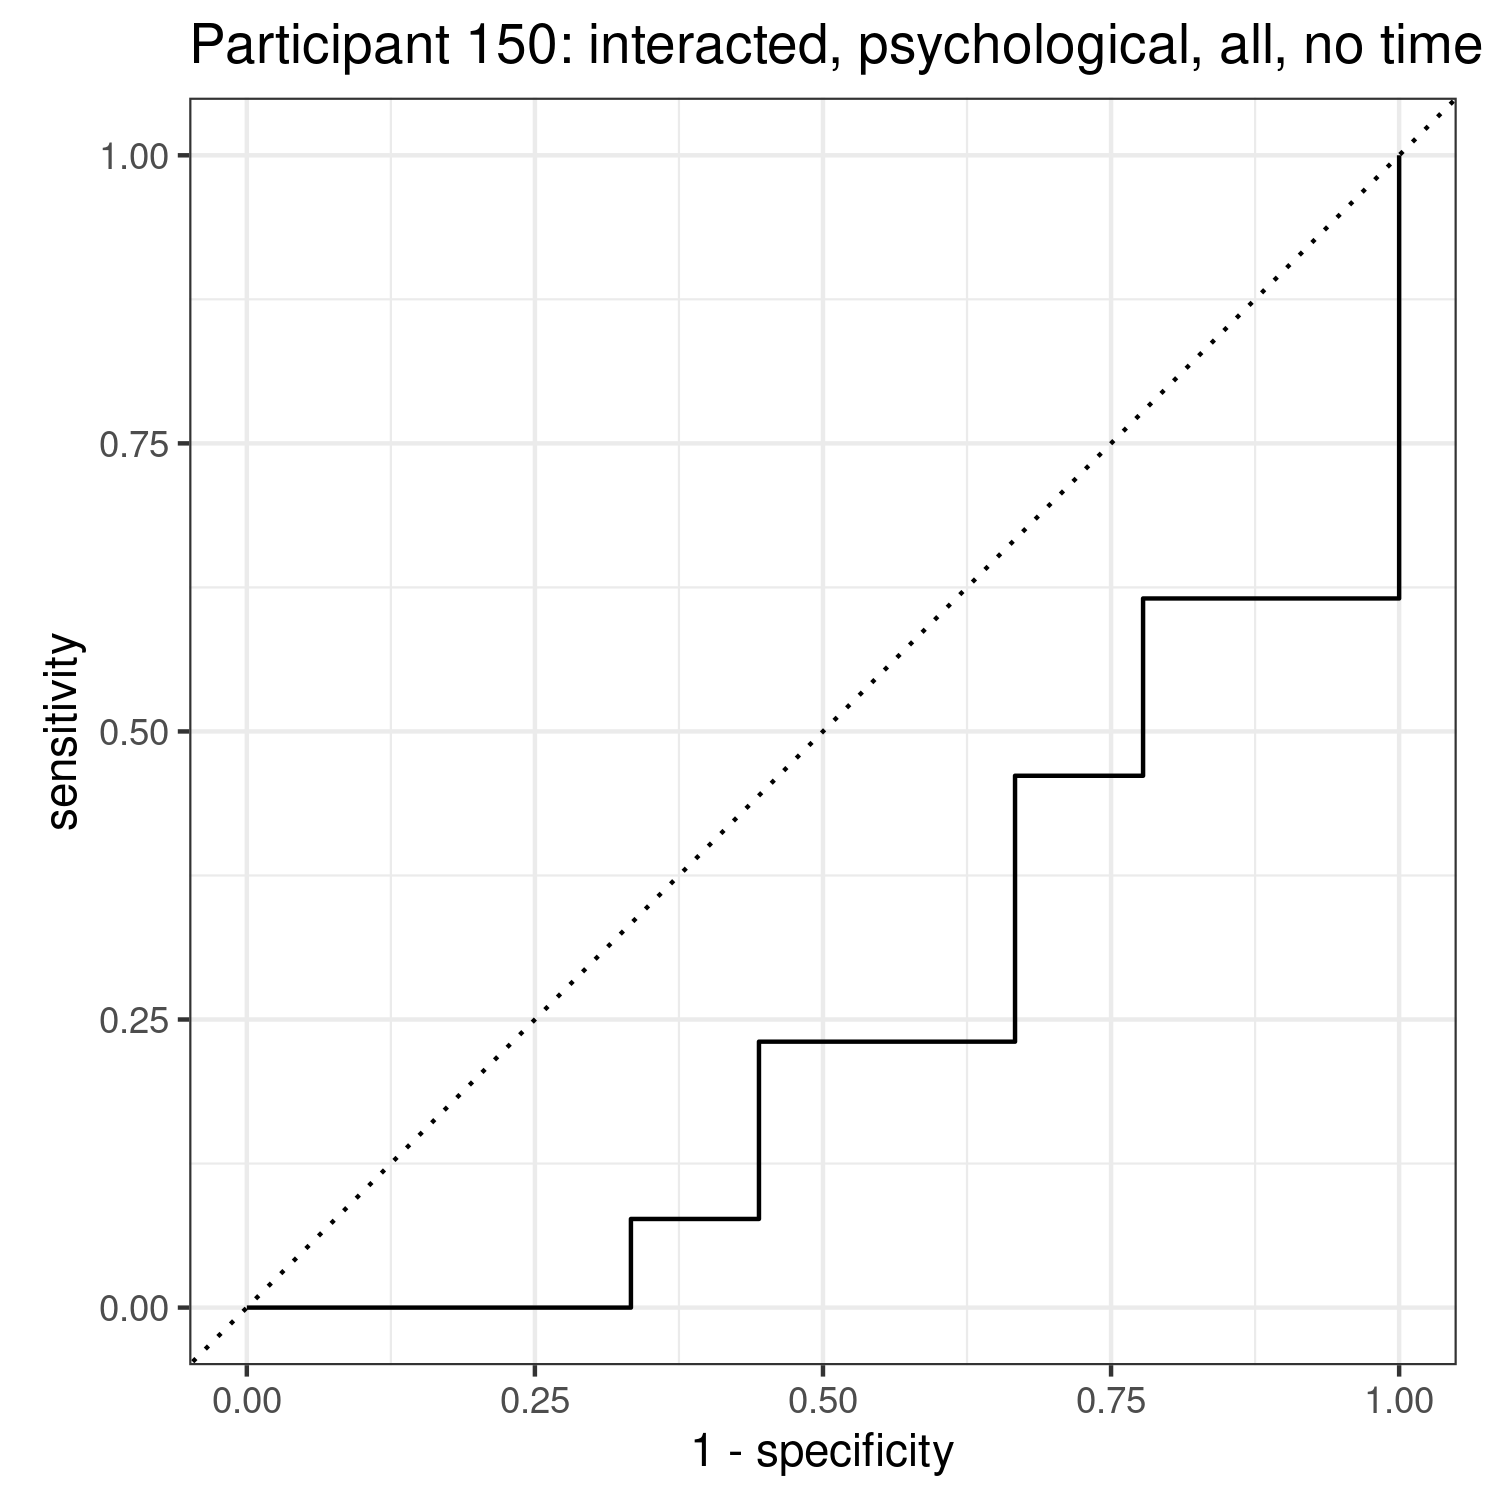 Participant 150: interacted, psychological, all, no time
1.00
0.75
0.50
0.25
0.00
sensitivity
0.00 0.25 0.50 0.75 1.00
1 - specificity